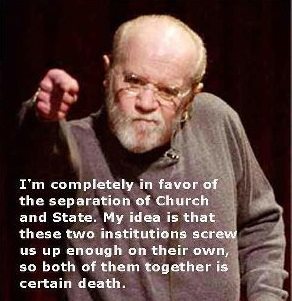 I'm completely in favor of
the separation of Church
and State. My idea is that
these two institutions screw
us up enough on their own,
so both of them together is
certain death.